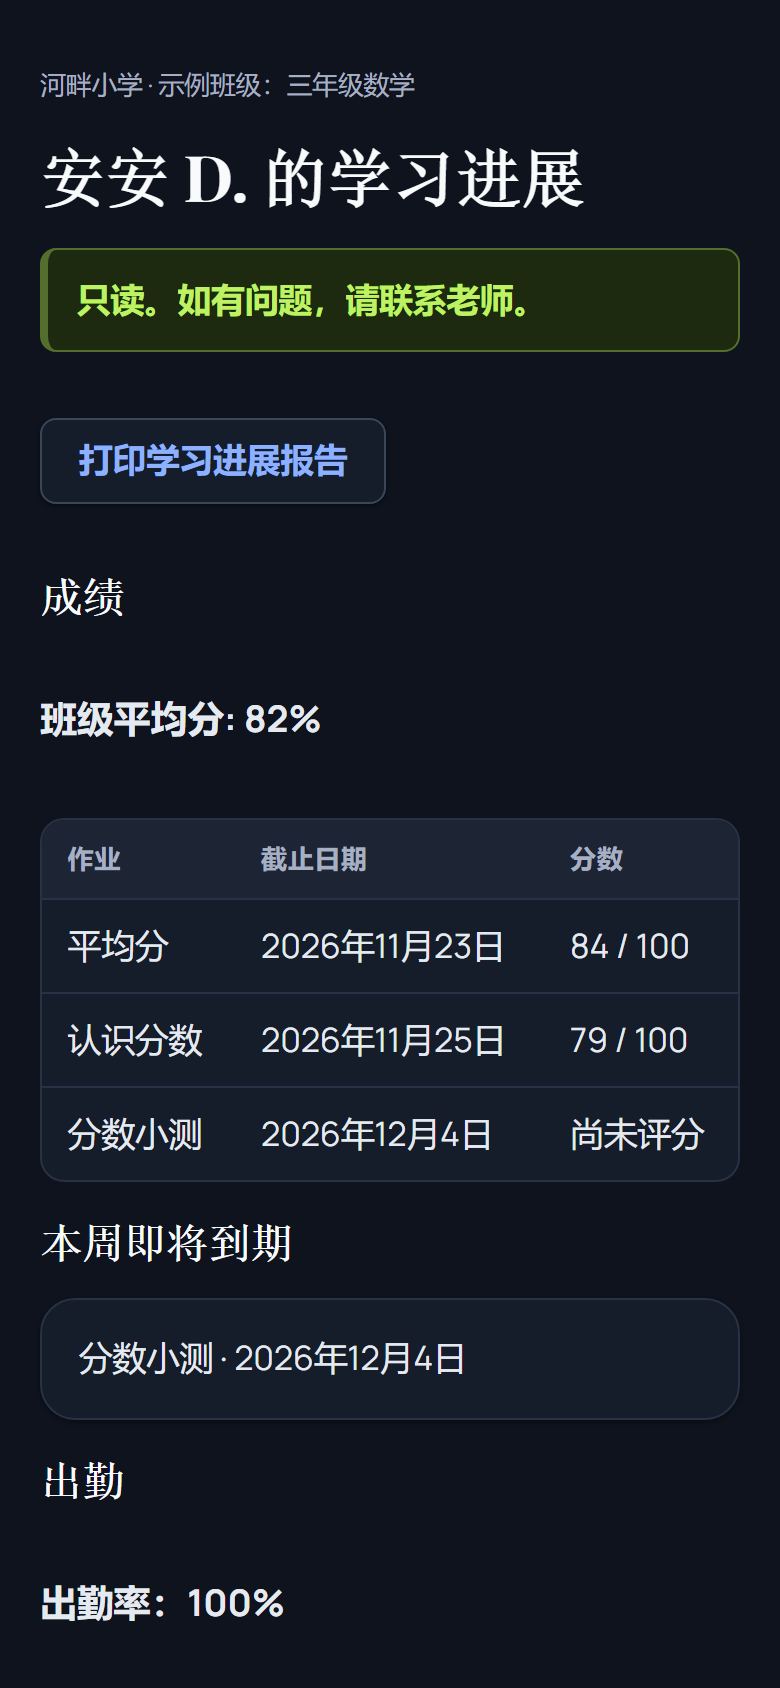 河畔小学 · 示例班级：三年级数学
安安 D. 的学习进展
只读。如有问题，请联系老师。
打印学习进展报告
成绩
班级平均分: 82%
作业 截止日期 分数
平均分 2026年11月23日 84 / 100
认识分数 2026年11月25日 79 / 100
分数小测 2026年12月4日 尚未评分
本周即将到期
分数小测 · 2026年12月4日
出勤
出勤率：100%